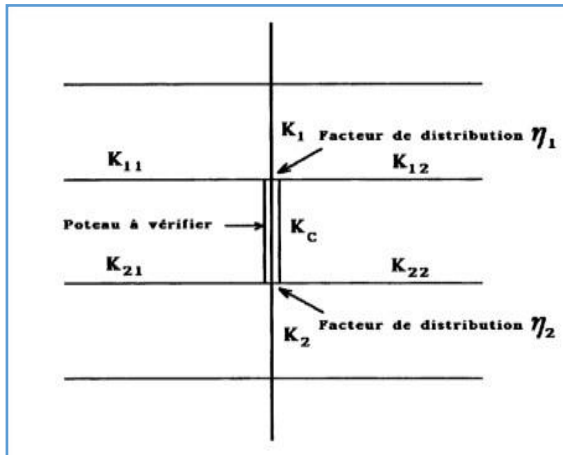 K1 Facteur de distribution η1
K11 K12
Poteau à vérifier KC
K21 K22
K2 Facteur de distribution η2